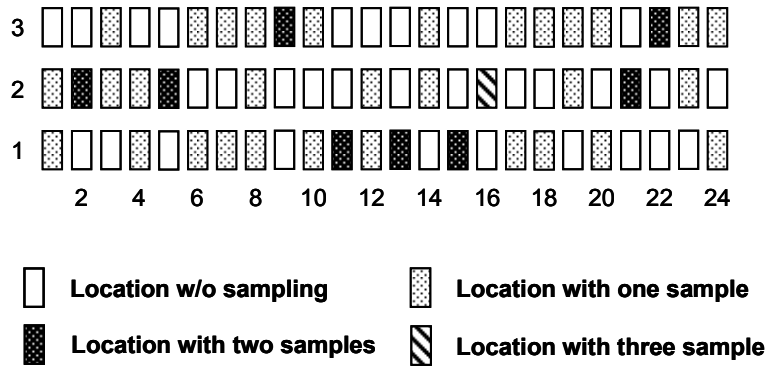 3
2
1
2 4 6 8 10 12 14 16 18 20 22 24
Location w/o sampling
Location with one sample
Location with two samples
Location with three sample